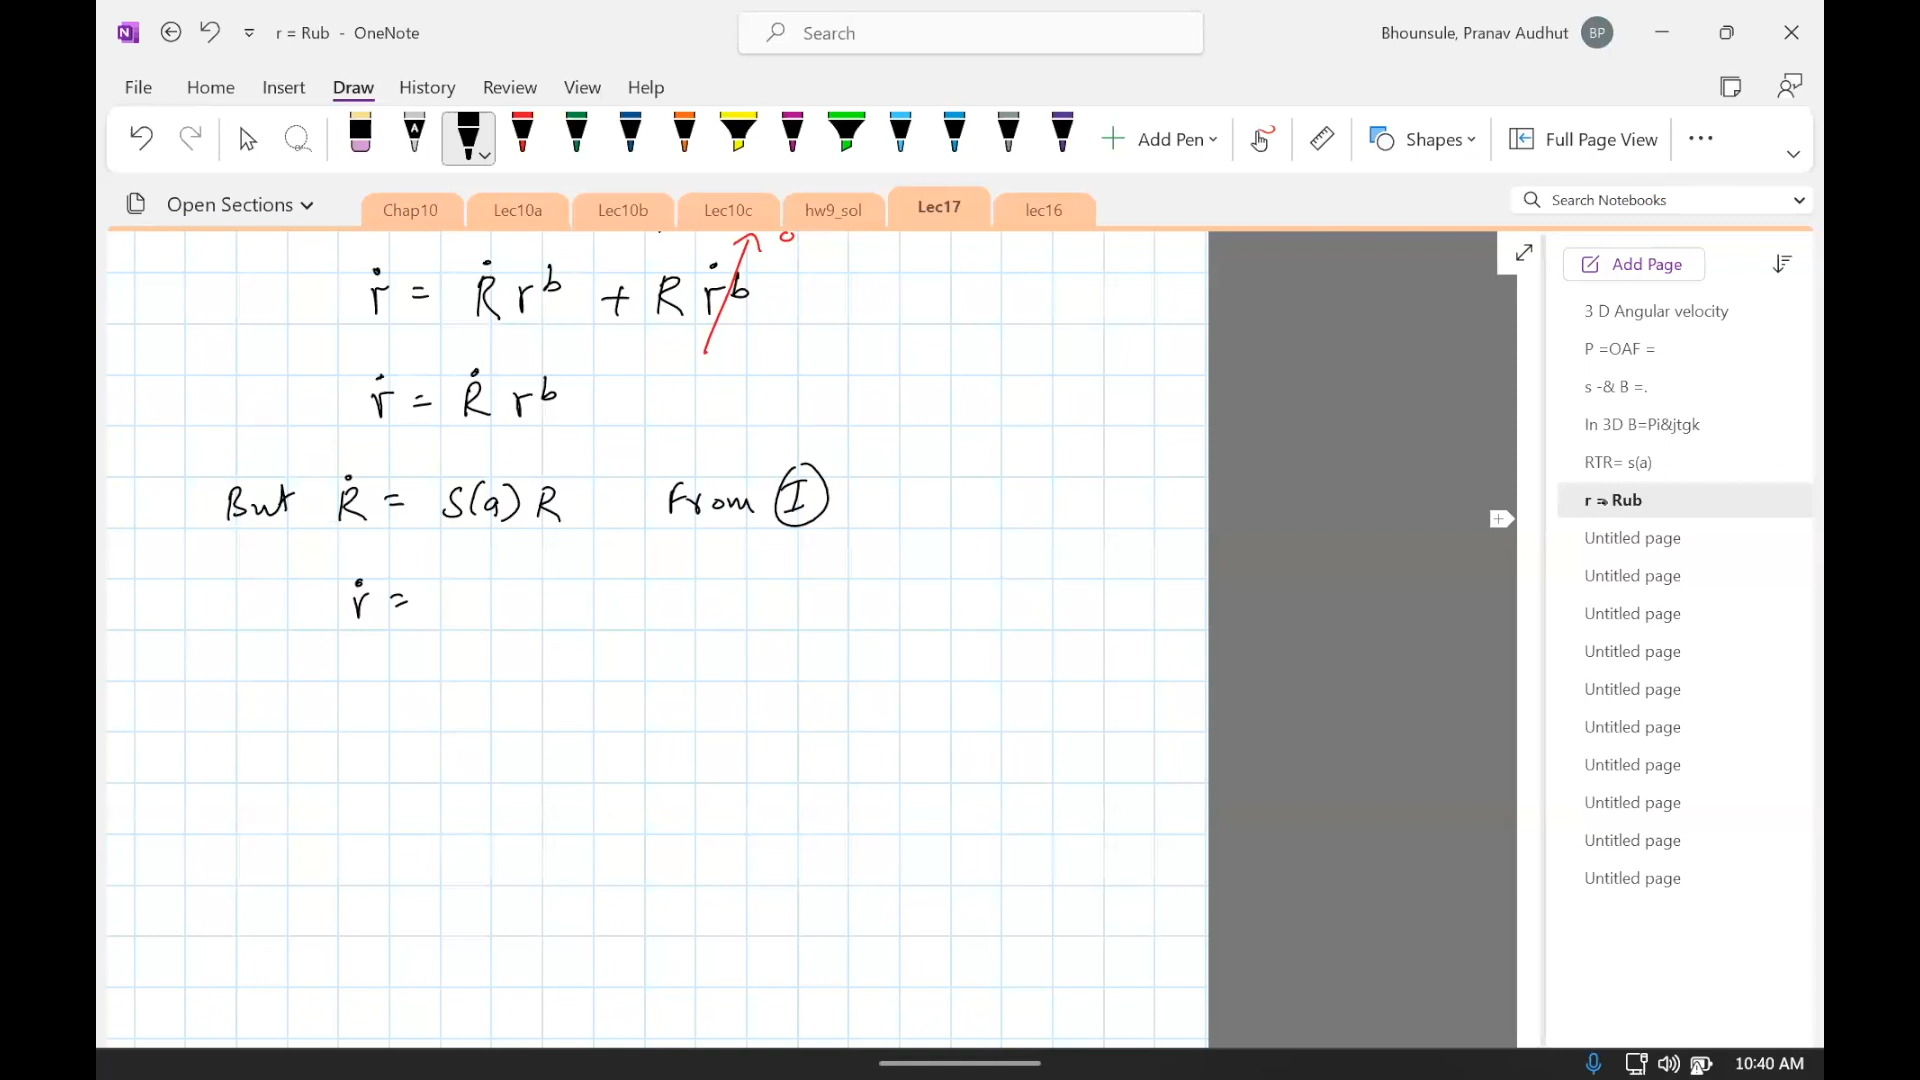 r = Rub - OneNote
Search
Bhounsule, Pranav Audhut
BP
File Home Insert Draw History Review View Help
Add Pen
Shapes
Full Page View
Open Sections
Chap10 Lec10a Lec10b Lec10c hw9_sol Lec17 lec16
Search Notebooks
0
ṙ = Ṙ r^b + R ṙ^b
ṙ = Ṙ r^b
But Ṙ = S(a) R From I
ṙ =
Add Page
3 D Angular velocity
P =OAF =
s -& B =.
In 3D B=Pi&jtgk
RTR= s(a)
r = Rub
Untitled page
Untitled page
Untitled page
Untitled page
Untitled page
Untitled page
Untitled page
Untitled page
Untitled page
Untitled page
10:40 AM